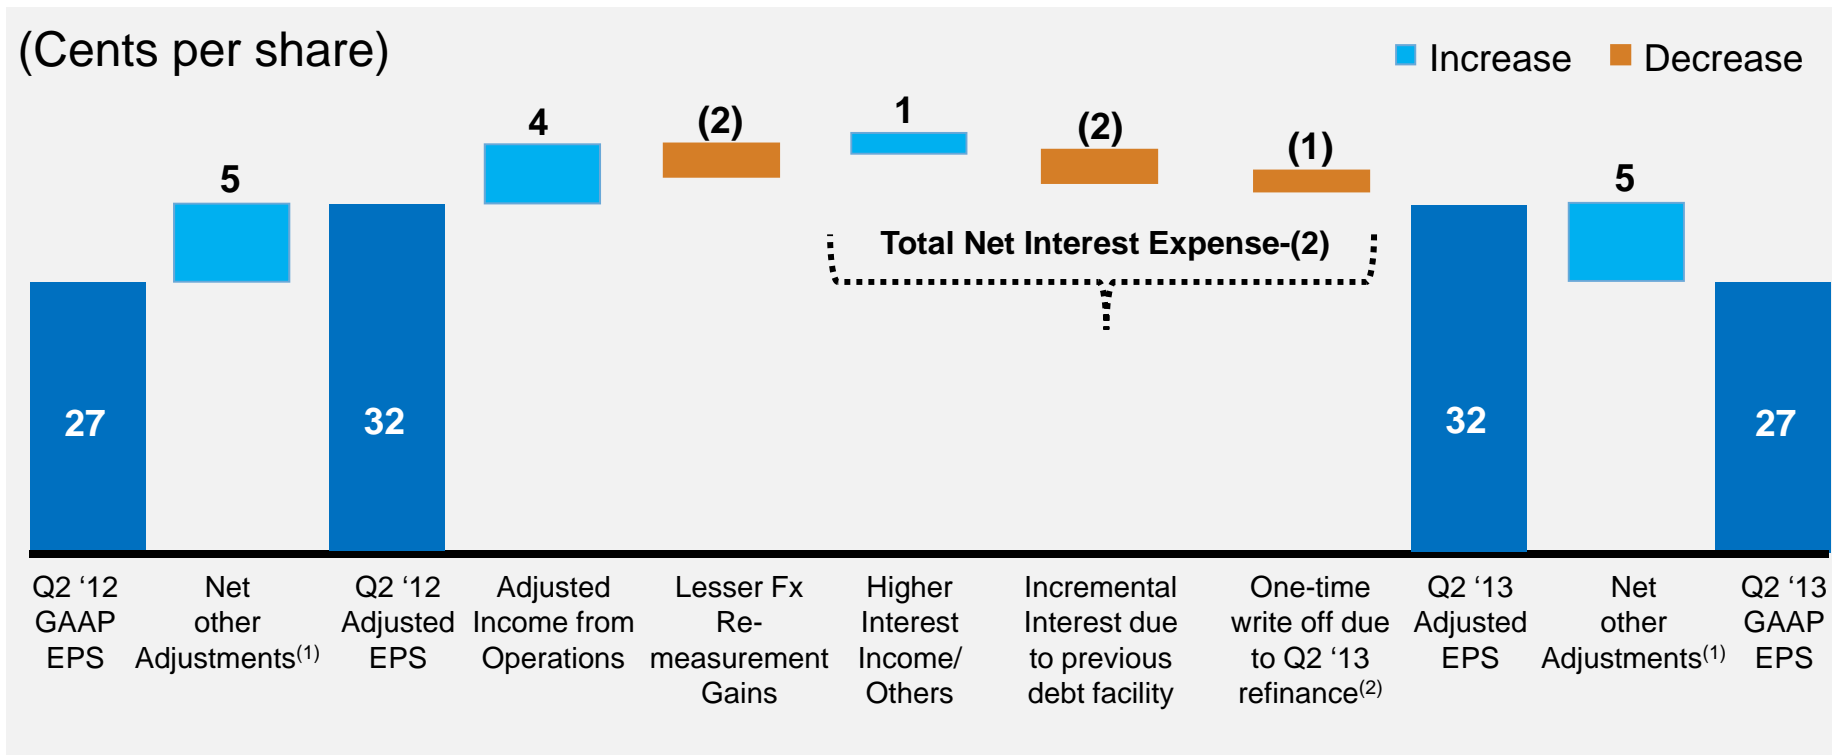 (Cents per share)
Increase
Decrease
5
4
(2)
1
(2)
(1)
5
Total Net Interest Expense-(2)
27
32
32
27
Q2 ‘12
GAAP
EPS
Net
other
Adjustments(1)
Q2 ‘12
Adjusted
EPS
Adjusted
Income from
Operations
Lesser Fx
Re-
measurement
Gains
Higher
Interest
Income/
Others
Incremental
Interest due
to previous
debt facility
One-time
write off due
to Q2 ‘13
refinance(2)
Q2 ‘13
Adjusted
EPS
Net
other
Adjustments(1)
Q2 ‘13
GAAP
EPS